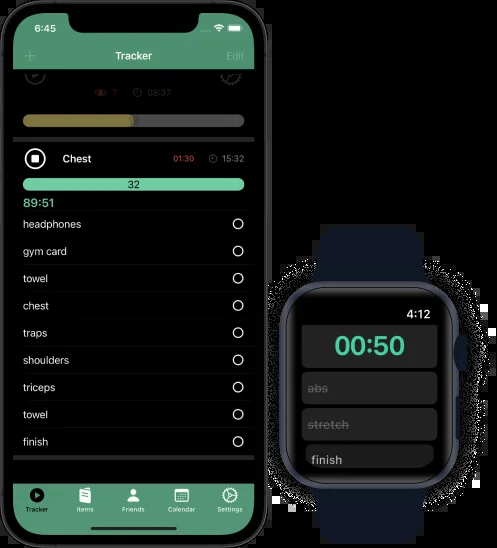 6:45
Tracker
Edit
7
08:37
Chest
01:30
15:32
32
89:51
headphones
gym card
towel
chest
traps
shoulders
triceps
towel
finish
Tracker
Items
Friends
Calendar
Settings
4:12
00:50
abs
stretch
finish